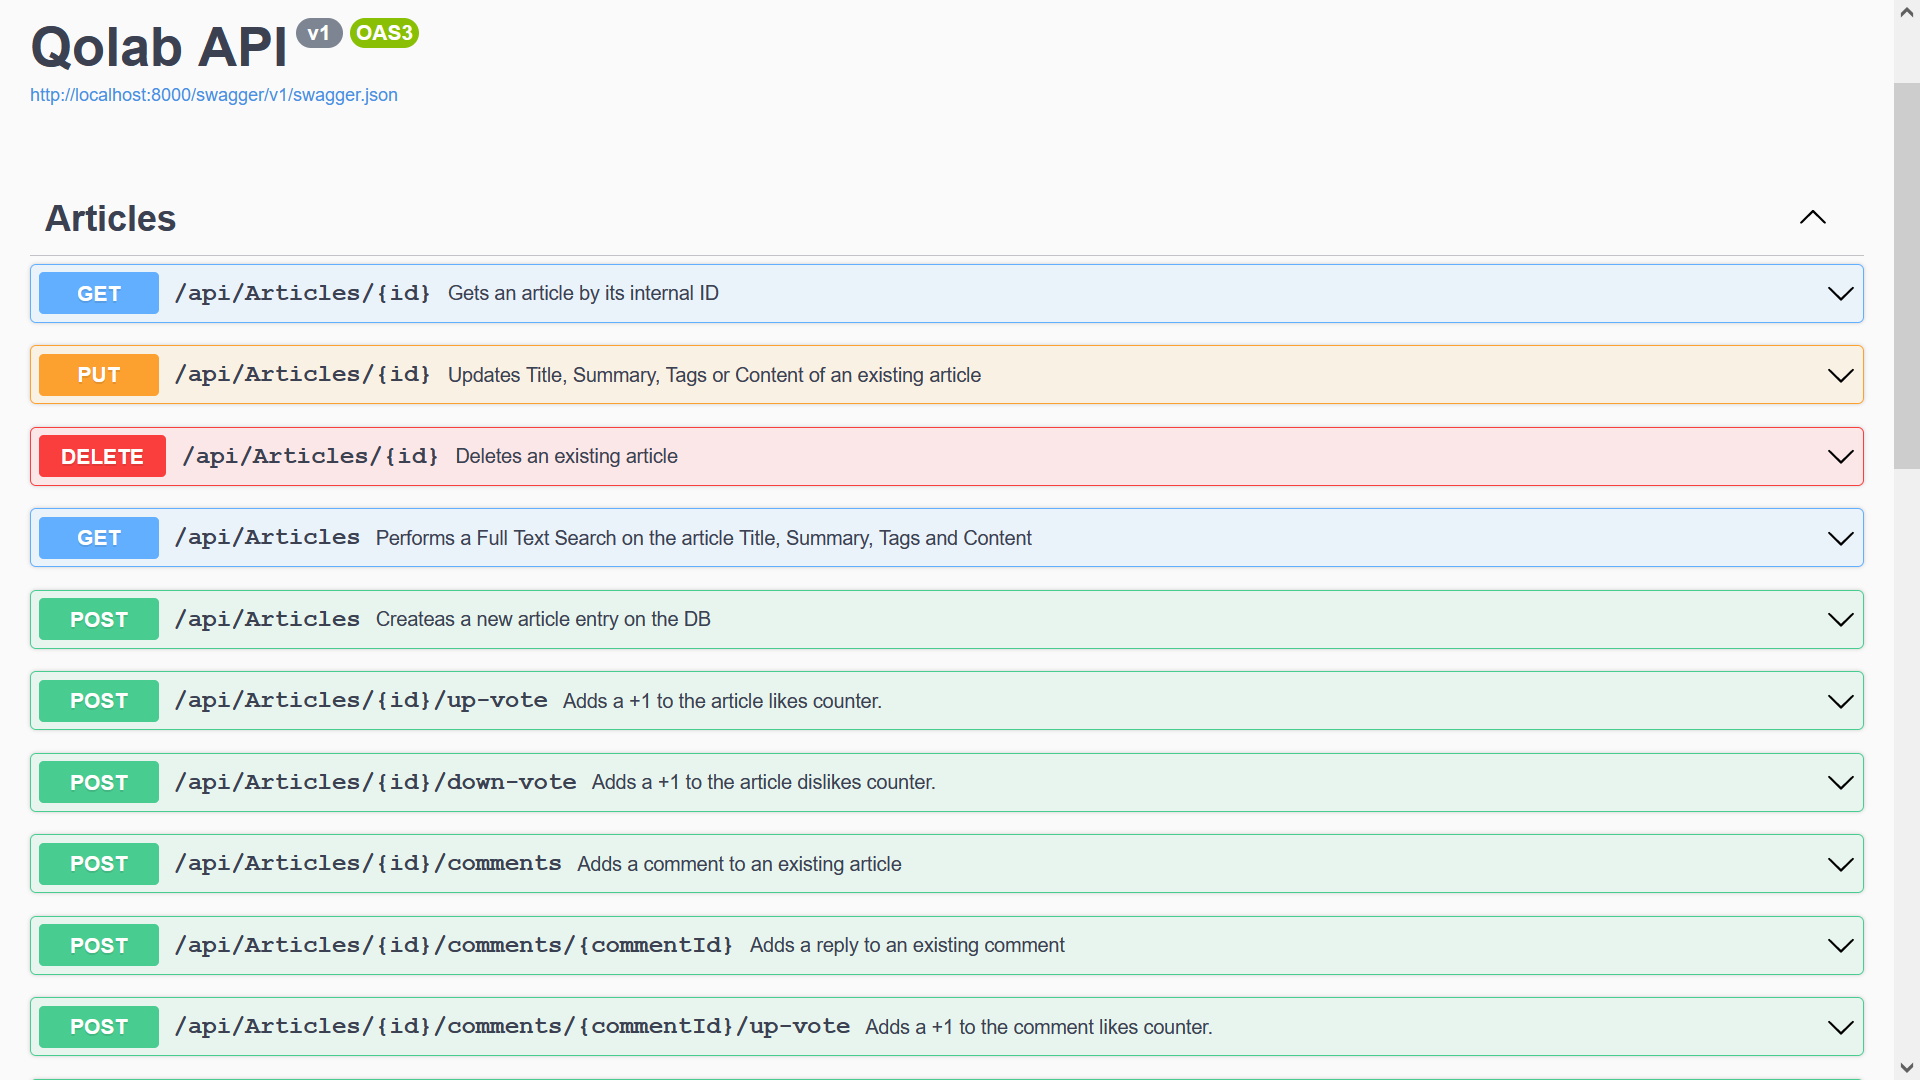 Qolab API v1 OAS3
http://localhost:8000/swagger/v1/swagger.json
Articles
GET /api/Articles/{id} Gets an article by its internal ID
PUT /api/Articles/{id} Updates Title, Summary, Tags or Content of an existing article
DELETE /api/Articles/{id} Deletes an existing article
GET /api/Articles Performs a Full Text Search on the article Title, Summary, Tags and Content
POST /api/Articles Createas a new article entry on the DB
POST /api/Articles/{id}/up-vote Adds a +1 to the article likes counter.
POST /api/Articles/{id}/down-vote Adds a +1 to the article dislikes counter.
POST /api/Articles/{id}/comments Adds a comment to an existing article
POST /api/Articles/{id}/comments/{commentId} Adds a reply to an existing comment
POST /api/Articles/{id}/comments/{commentId}/up-vote Adds a +1 to the comment likes counter.